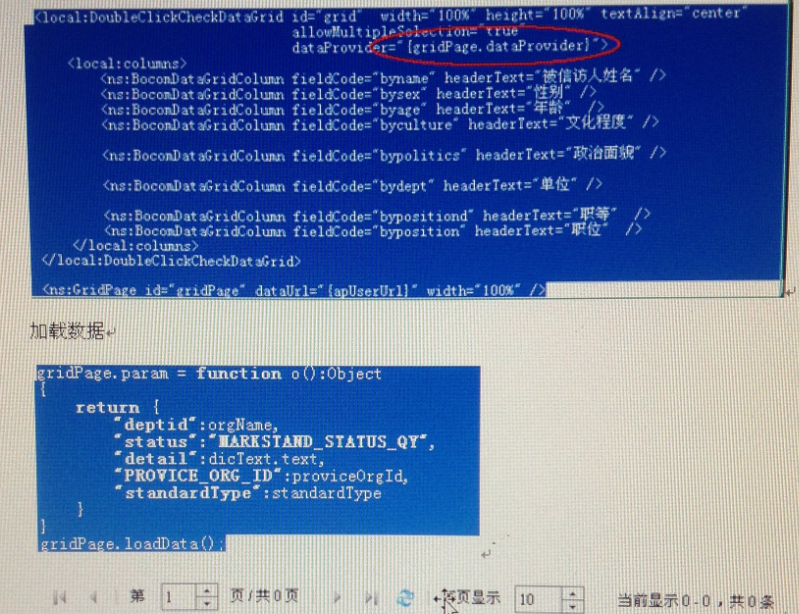 <local:DoubleClickCheckDataGrid id="grid" width="100%" height="100%" textAlign="center"
allowMultipleSelection="true"
dataProvider="{gridPage.dataProvider}">
<local:columns>
<ns:BocomDataGridColumn fieldCode="byname" headerText="被信访人姓名" />
<ns:BocomDataGridColumn fieldCode="bysex" headerText="性别" />
<ns:BocomDataGridColumn fieldCode="byage" headerText="年龄" />
<ns:BocomDataGridColumn fieldCode="byculture" headerText="文化程度" />
<ns:BocomDataGridColumn fieldCode="bypolitics" headerText="政治面貌" />
<ns:BocomDataGridColumn fieldCode="bydept" headerText="单位" />
<ns:BocomDataGridColumn fieldCode="bypositiond" headerText="职等" />
<ns:BocomDataGridColumn fieldCode="byposition" headerText="职位" />
</local:columns>
</local:DoubleClickCheckDataGrid>
<ns:GridPage id="gridPage" dataUrl="{apUserUrl}" width="100%" />
加载数据
gridPage.param = function o():Object
{
return {
"deptid":orgName,
"status":"MARKSTAND_STATUS_QY",
"detail":dicText.text,
"PROVICE_ORG_ID":proviceOrgId,
"standardType":standardType
}
}
gridPage.loadData();
第 1 页/共0页 页显示 10 当前显示0-0，共0条